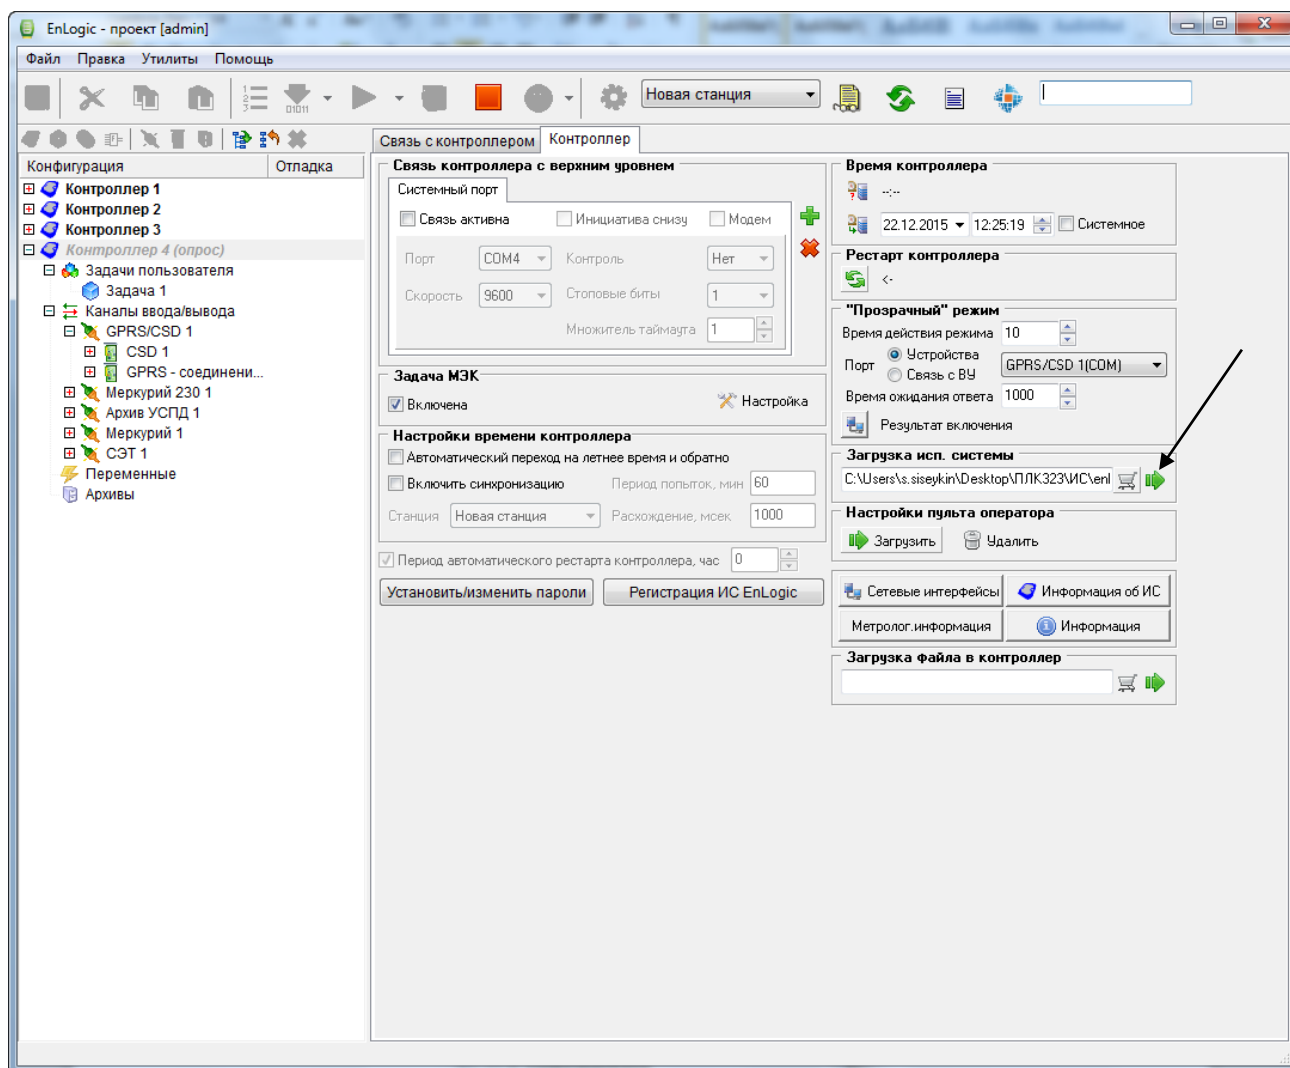 EnLogic - проект [admin]
Файл Правка Утилиты Помощь
Новая станция
Связь с контроллером Контроллер
Конфигурация Отладка
Контроллер 1
Контроллер 2
Контроллер 3
Контроллер 4 (опрос)
Задачи пользователя
Задача 1
Каналы ввода/вывода
GPRS/CSD 1
CSD 1
GPRS - соединени...
Меркурий 230 1
Архив УСПД 1
Меркурий 1
СЭТ 1
Переменные
Архивы
Связь контроллера с верхним уровнем
Системный порт
Связь активна Инициатива снизу Модем
Порт COM4 Контроль Нет
Скорость 9600 Стоповые биты 1
Множитель таймаута 1
Задача МЭК
Включена Настройка
Настройки времени контроллера
Автоматический переход на летнее время и обратно
Включить синхронизацию Период попыток, мин 60
Станция Новая станция Расхождение, мсек 1000
Период автоматического рестарта контроллера, час 0
Установить/изменить пароли Регистрация ИС EnLogic
Время контроллера
--:--
22.12.2015 12:25:19 Системное
Рестарт контроллера
<-
"Прозрачный" режим
Время действия режима 10
Порт Устройства GPRS/CSD 1(COM)
Связь с ВУ
Время ожидания ответа 1000
Результат включения
Загрузка исп. системы
C:\Users\s.siseykin\Desktop\ПЛК323\ИС\enl
Настройки пульта оператора
Загрузить Удалить
Сетевые интерфейсы Информация об ИС
Метролог.информация Информация
Загрузка файла в контроллер